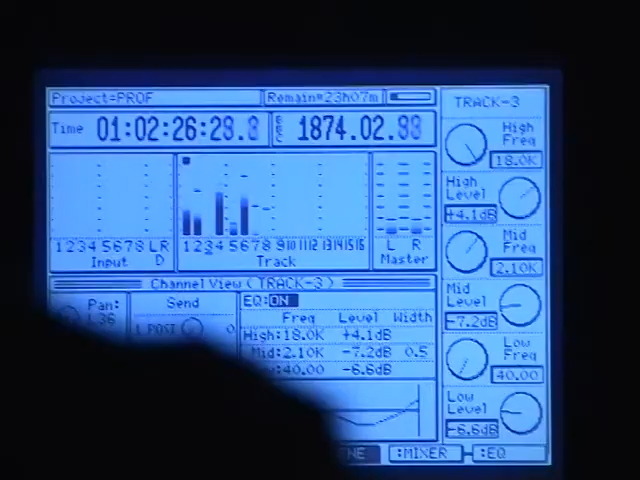 Project=PROF Remain=23h07m
TRACK-3
Time 01:02:26:28.8 1874.02.
High Freq
18.0K
High Level
+4.1dB
Mid Freq
2.10K
Mid Level
-7.2dB
Low Freq
40.00
Low Level
-6.6dB
1 2 3 4 5 6 7 8 L R
Input D
1 2 3 4 5 6 7 8 9 10 11 12 13 14 15 16
Track
L R
Master
Channel View (TRACK-3)
Pan: L36
Send
L POST 0
EQ:ON
Freq Level Width
High:18.0K +4.1dB
Mid:2.10K -7.2dB 0.5
:40.00 -6.6dB
:MIXER :EQ